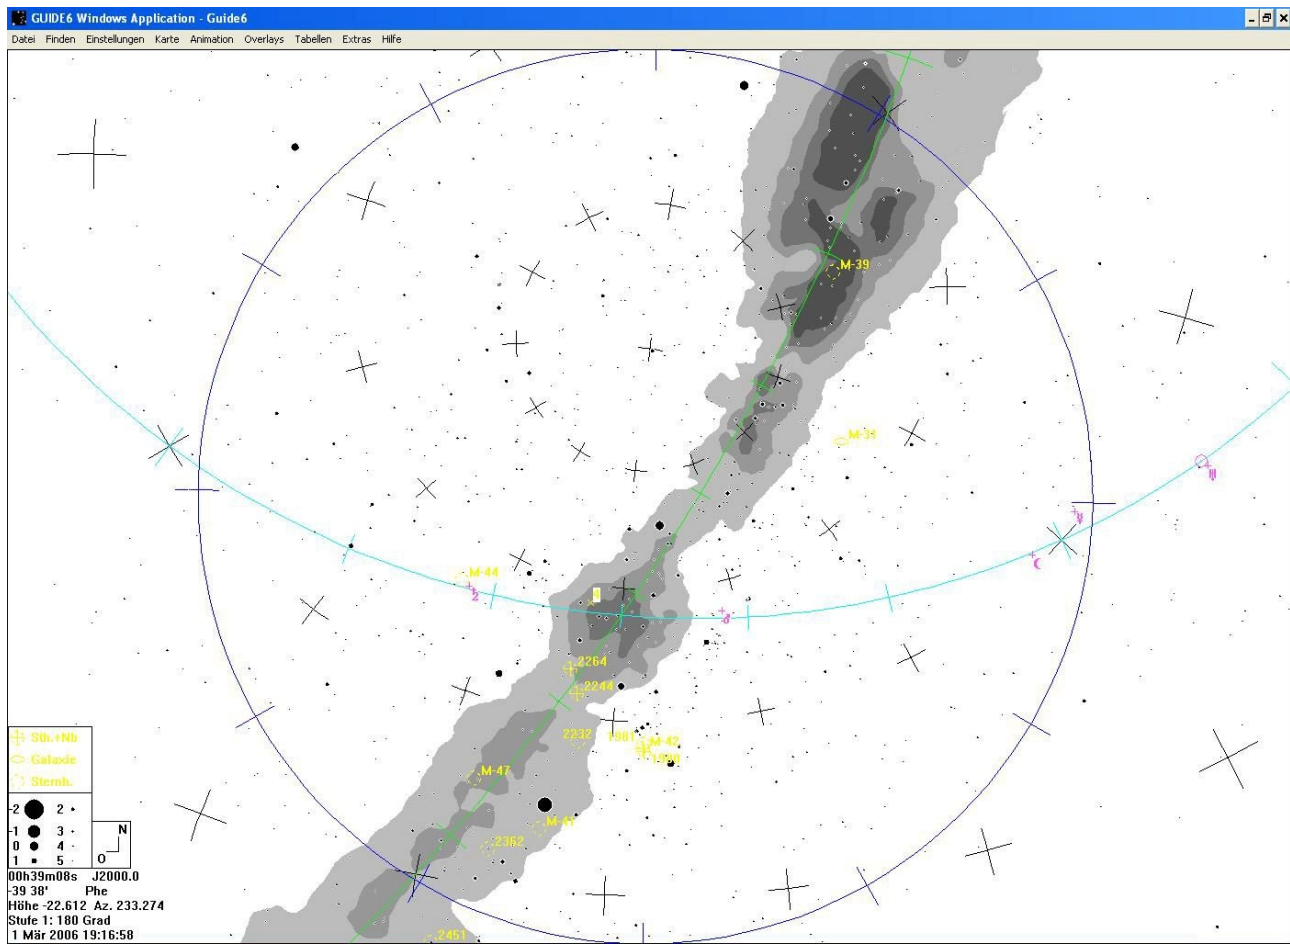 GUIDE6 Windows Application - Guide6
Datei Finden Einstellungen Karte Animation Overlays Tabellen Extras Hilfe
M-39
M-31
M-44
2264
2244
2232
1981
M-42
1980
M-47
M-41
2362
2451
Sth.+Nb
Galaxie
Sternh.
-2 2
-1 3
0 4
1 5
N
O
00h39m08s J2000.0
-39 38' Phe
Höhe -22.612 Az. 233.274
Stufe 1: 180 Grad
1 Mär 2006 19:16:58